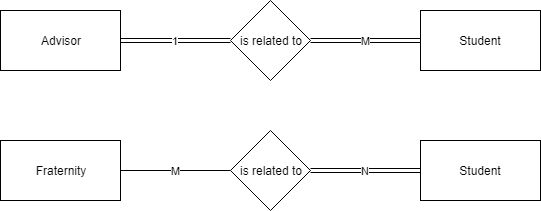 Advisor 1 is related to M Student
Fraternity M is related to N Student